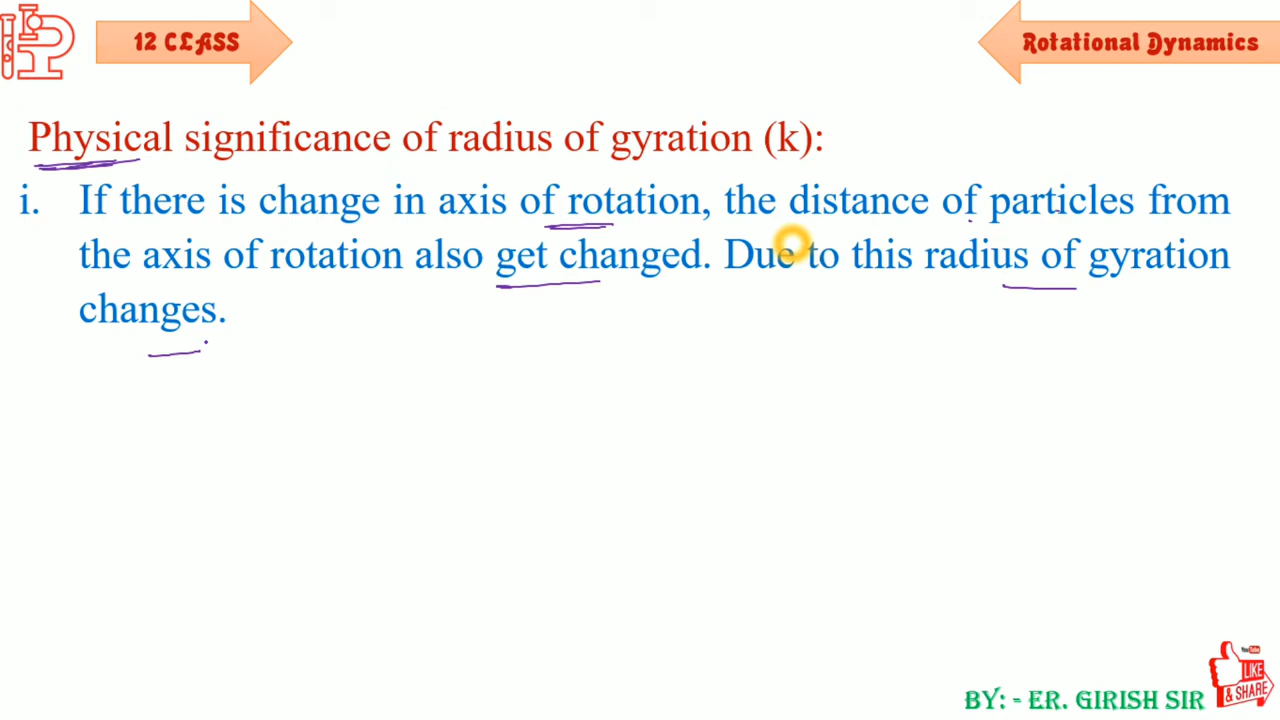 12 CLASS
Rotational Dynamics
Physical significance of radius of gyration (k):
i. If there is change in axis of rotation, the distance of particles from
the axis of rotation also get changed. Due to this radius of gyration
changes.
YouTube
LIKE
& SHARE
BY: - ER. GIRISH SIR